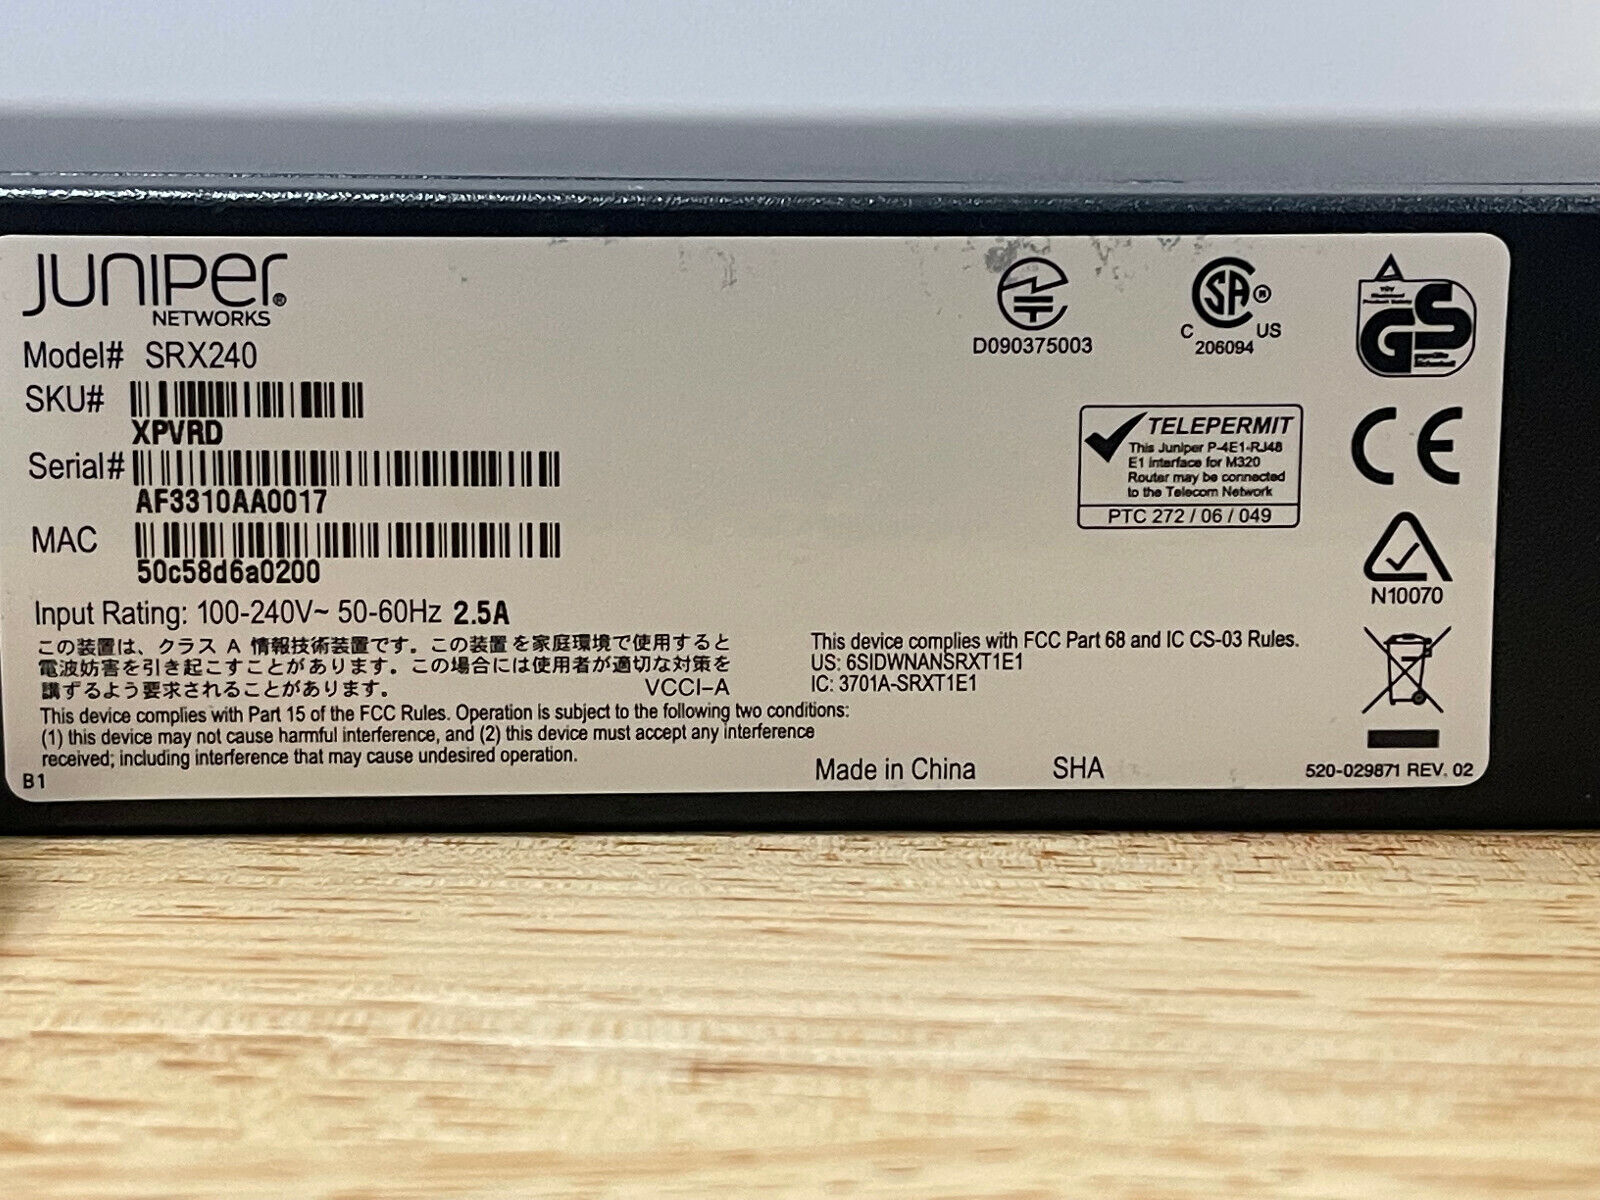 JUNIPEr®
NETWORKS
Model# SRX240
SKU#
XPVRD
Serial#
AF3310AA0017
MAC
50c58d6a0200
Input Rating: 100-240V~ 50-60Hz 2.5A
この装置は、クラス A 情報技術装置です。この装置を家庭環境で使用すると
電波妨害を引き起こすことがあります。この場合には使用者が適切な対策を
講ずるよう要求されることがあります。 VCCI-A
This device complies with Part 15 of the FCC Rules. Operation is subject to the following two conditions:
(1) this device may not cause harmful interference, and (2) this device must accept any interference
received; including interference that may cause undesired operation.
B1
D090375003
SA®
C US
206094
TELEPERMIT
This Juniper P-4E1-RJ48
E1 interface for M320
Router may be connected
to the Telecom Network
PTC 272 / 06 / 049
This device complies with FCC Part 68 and IC CS-03 Rules.
US: 6SIDWNANSRXT1E1
IC: 3701A-SRXT1E1
Made in China SHA
TÜV
GS
CE
N10070
520-029871 REV. 02